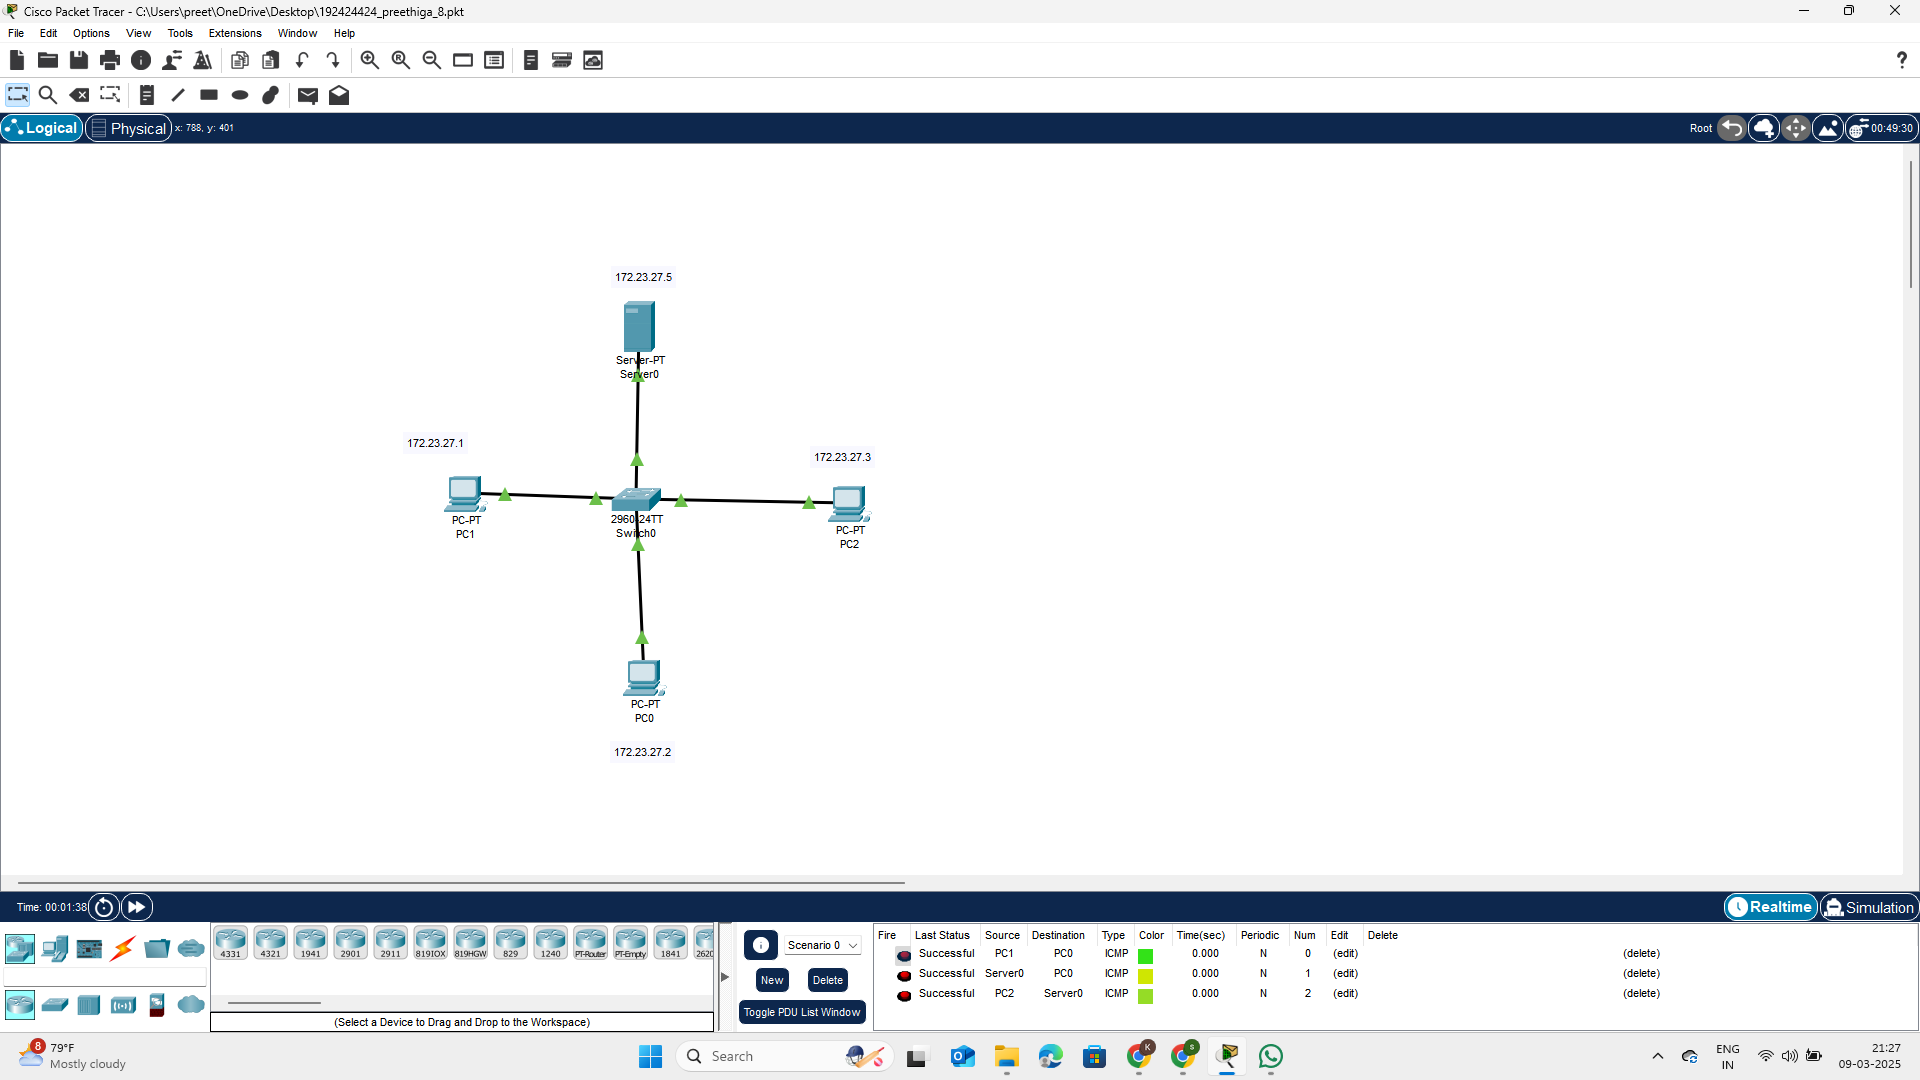 Cisco Packet Tracer - C:\Users\preet\OneDrive\Desktop\192424424_preethiga_8.pkt
File Edit Options View Tools Extensions Window Help
?
Logical Physical x: 788, y: 401 Root 00:49:30
172.23.27.5
Server-PT
Server0
172.23.27.1
172.23.27.3
PC-PT
PC1
2960-24TT
Switch0
PC-PT
PC2
PC-PT
PC0
172.23.27.2
Time: 00:01:38 Realtime Simulation
4331 4321 1941 2901 2911 819IOX 819HGW 829 1240 PT-Router PT-Empty 1841 2620
(Select a Device to Drag and Drop to the Workspace)
Scenario 0
New Delete
Toggle PDU List Window
Fire Last Status Source Destination Type Color Time(sec) Periodic Num Edit Delete
Successful PC1 PC0 ICMP 0.000 N 0 (edit) (delete)
Successful Server0 PC0 ICMP 0.000 N 1 (edit) (delete)
Successful PC2 Server0 ICMP 0.000 N 2 (edit) (delete)
8
79°F
Mostly cloudy
Search
K
S
ENG
IN
21:27
09-03-2025